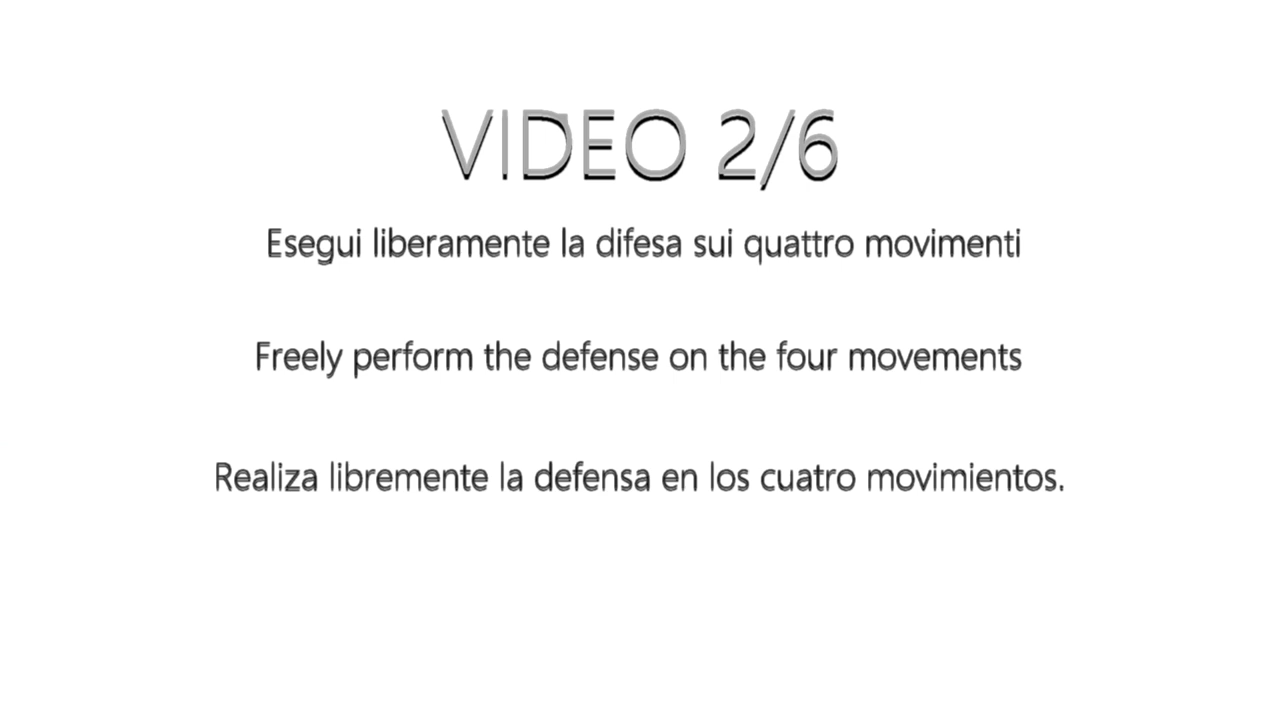 VIDEO 2/6
Esegui liberamente la difesa sui quattro movimenti
Freely perform the defense on the four movements
Realiza libremente la defensa en los cuatro movimientos.